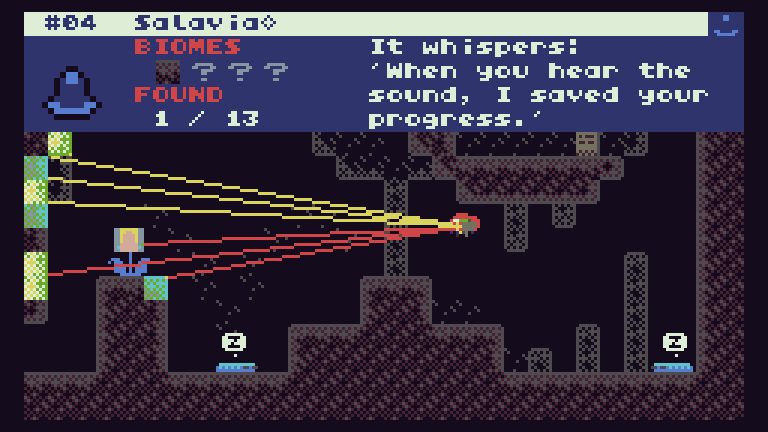 #04 Salavia◇
BIOMES
? ? ?
FOUND
1 / 13
It whispers:
'When you hear the
sound, I saved your
progress.'
Z
Z